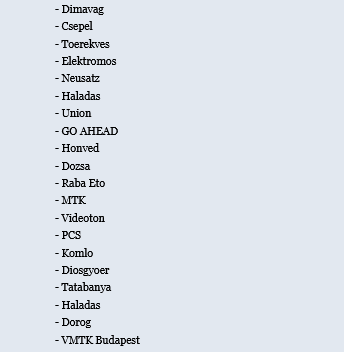 - Dimavag
- Csepel
- Toerekves
- Elektromos
- Neusatz
- Haladas
- Union
- GO AHEAD
- Honved
- Dozsa
- Raba Eto
- MTK
- Videoton
- PCS
- Komlo
- Diosgyoer
- Tatabanya
- Haladas
- Dorog
- VMTK Budapest